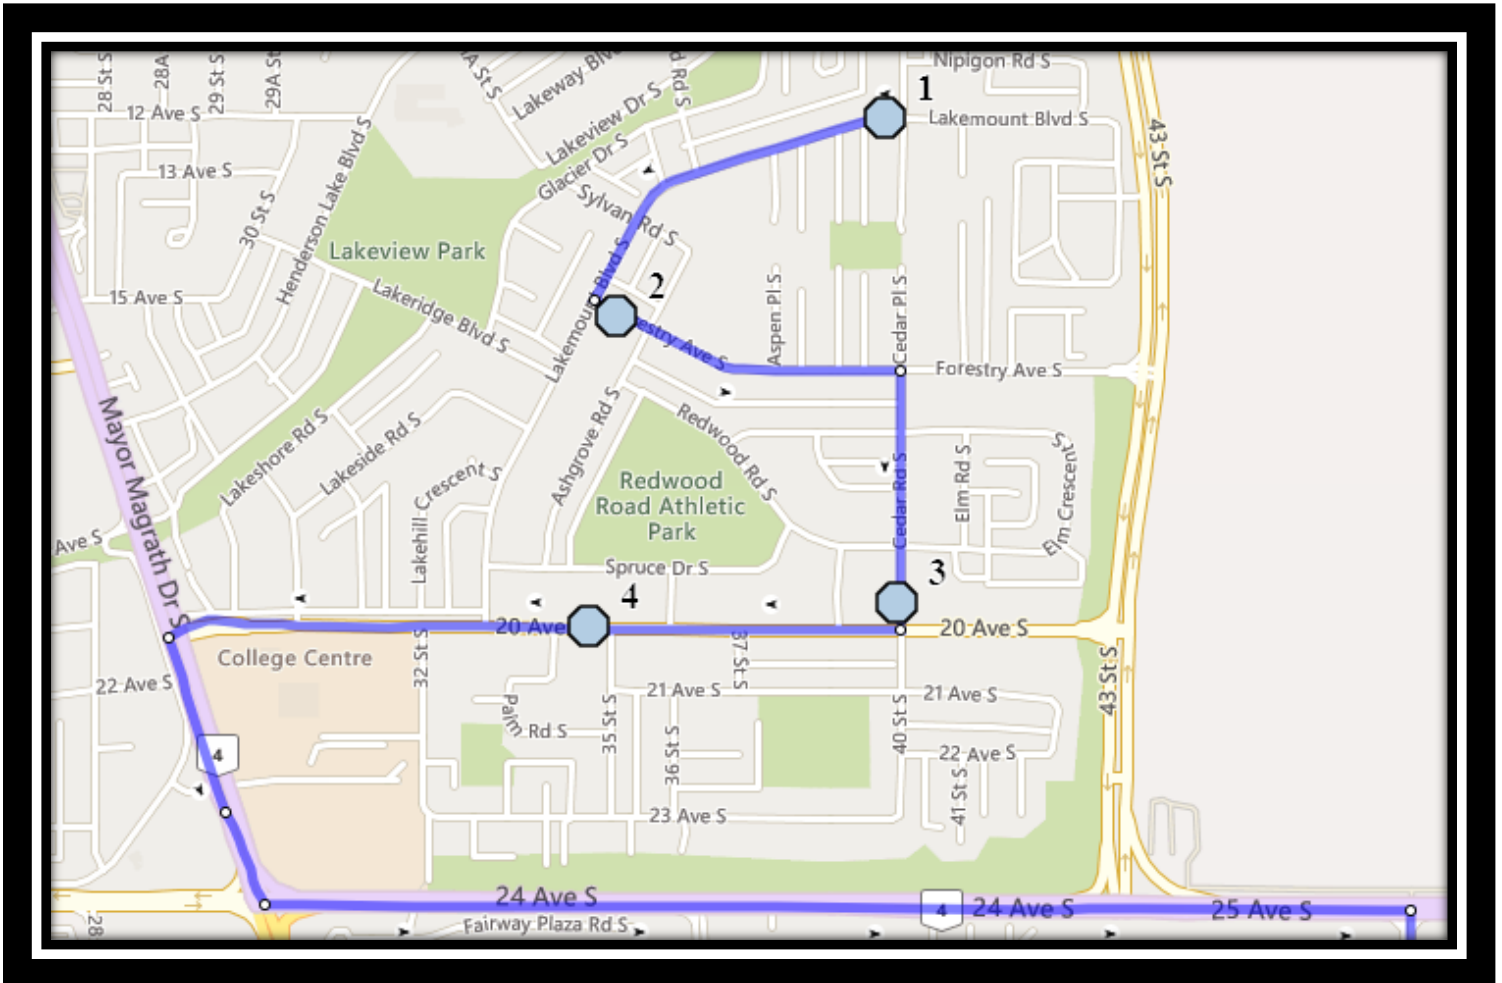 28 St S
28A
29 St S
29A St
A St S
Lakeway Blv
d Rd S
Nipigon Rd S
1
12 Ave S
Lakeview Dr S
Lakemount Blvd S
43 St S
13 Ave S
Glacier Dr S
Henderson Lake Blvd S
30 St S
Sylvan Rd S
Lakeview Park
Lakemount Blvd S
2
15 Ave S
Lakeridge Blvd S
estry Ave S
Aspen Pl S
Cedar Pl S
Forestry Ave S
Mayor Magrath Dr S
Lakeshore Rd S
Lakeside Rd S
Ashgrove Rd S
Redwood Rd S
Lakehill Crescent S
Redwood
Road Athletic
Park
Cedar Rd S
Elm Rd S
Elm Crescent
S
Ave S
Spruce Dr S
3
4
20 Ave
20 Ave S
College Centre
32 St S
37 St S
43 St S
22 Ave S
21 Ave S
21 Ave S
Palm
Rd S
35 St S
36 St S
40 St S
22 Ave S
4
41 St S
23 Ave S
24 Ave S
4
24 Ave S
25 Ave S
28
Fairway Plaza Rd S